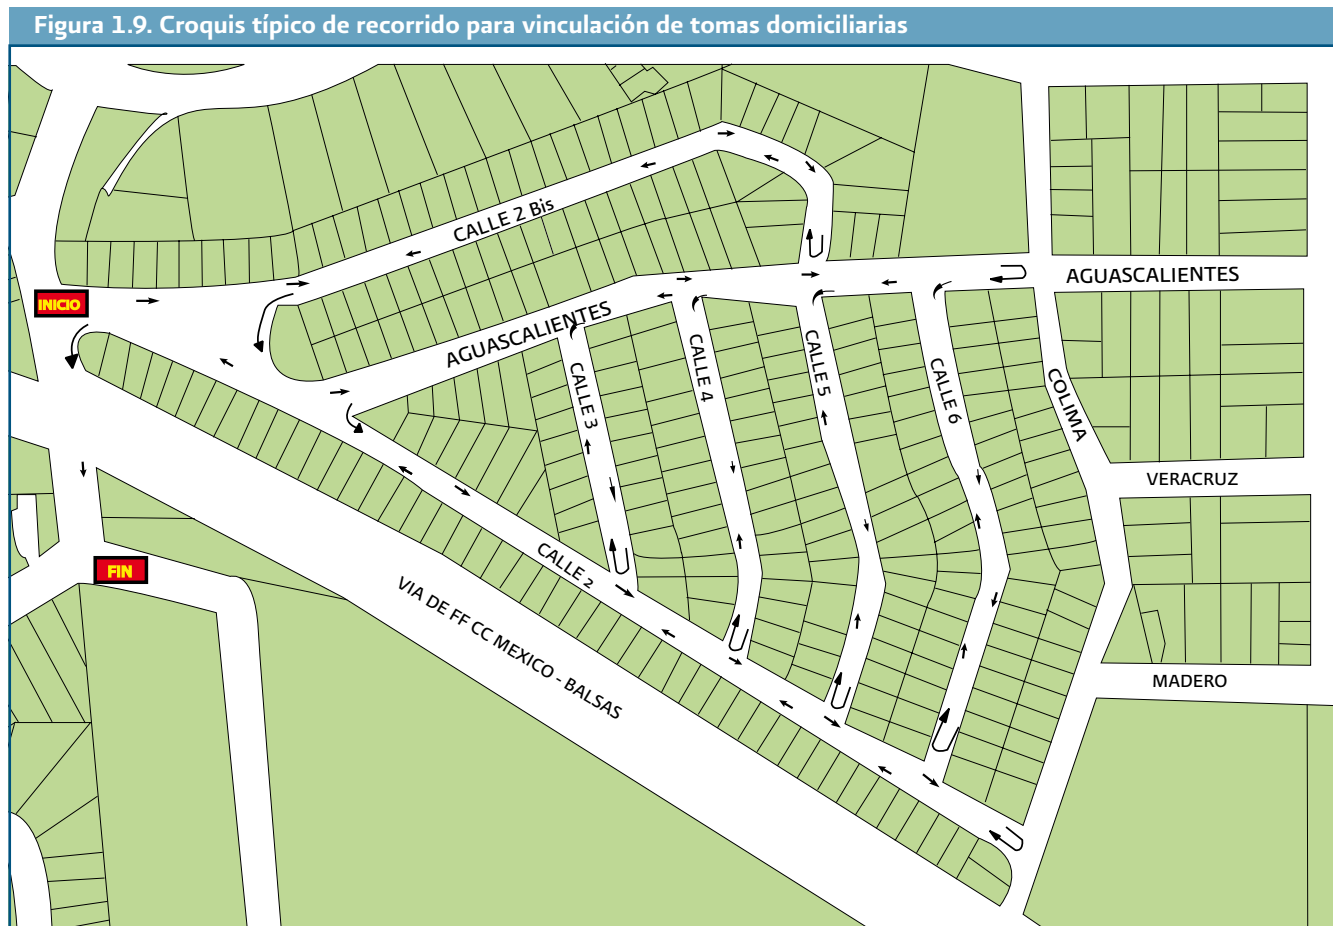 Figura 1.9. Croquis típico de recorrido para vinculación de tomas domiciliarias
CALLE 2 Bis
INICIO
AGUASCALIENTES
AGUASCALIENTES
CALLE 3
CALLE 4
CALLE 5
CALLE 6
COLIMA
VERACRUZ
CALLE 2
FIN
VIA DE FF CC MEXICO - BALSAS
MADERO